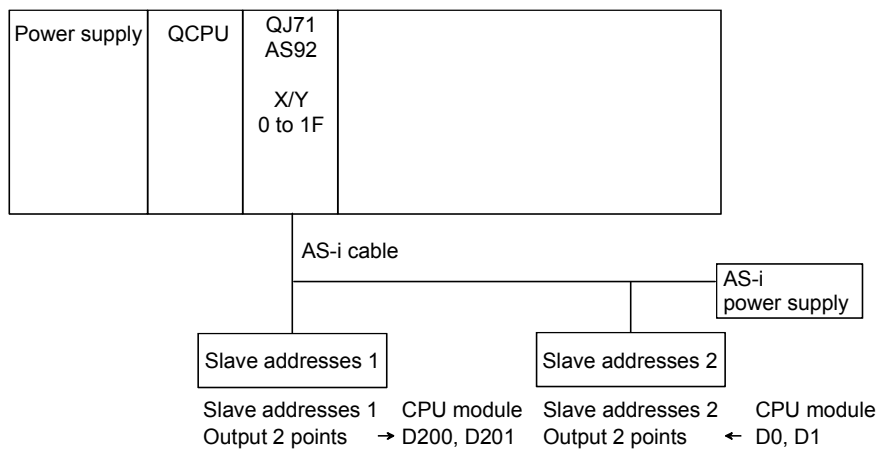 Power supply
QCPU
QJ71
AS92
X/Y
0 to 1F
AS-i cable
AS-i
power supply
Slave addresses 1
Slave addresses 2
Slave addresses 1 CPU module
Output 2 points → D200, D201
Slave addresses 2 CPU module
Output 2 points ← D0, D1